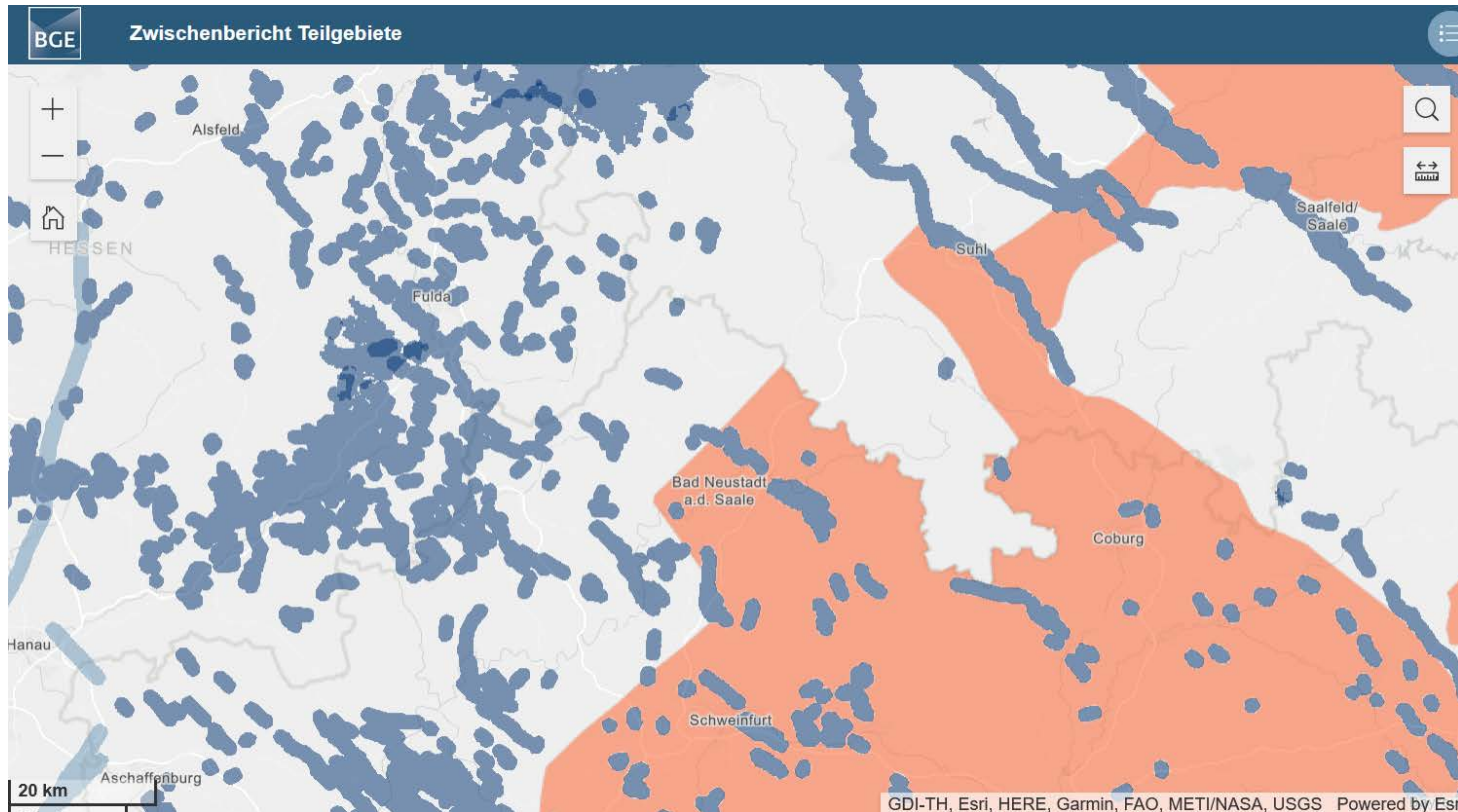 BGE
Zwischenbericht Teilgebiete
Alsfeld
HESSEN
Saalfeld/
Saale
Suhl
Fulda
Bad Neustadt
a.d. Saale
Coburg
Hanau
Schweinfurt
Aschaffenburg
20 km
GDI-TH, Esri, HERE, Garmin, FAO, METI/NASA, USGS Powered by Esri